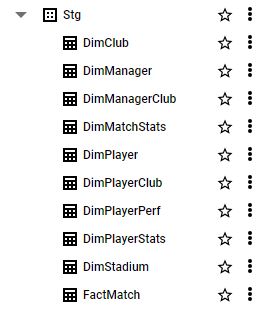 Stg
DimClub
DimManager
DimManagerClub
DimMatchStats
DimPlayer
DimPlayerClub
DimPlayerPerf
DimPlayerStats
DimStadium
FactMatch